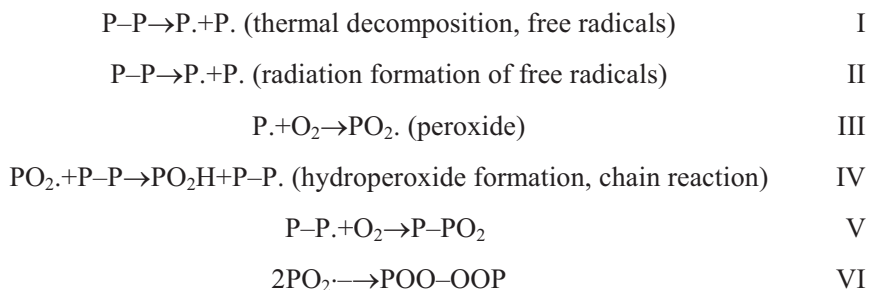 P–P→P.+P. (thermal decomposition, free radicals) I
P–P→P.+P. (radiation formation of free radicals) II
P.+O₂→PO₂. (peroxide) III
PO₂.+P–P→PO₂H+P–P. (hydroperoxide formation, chain reaction) IV
P–P.+O₂→P–PO₂ V
2PO₂·–→POO–OOP VI